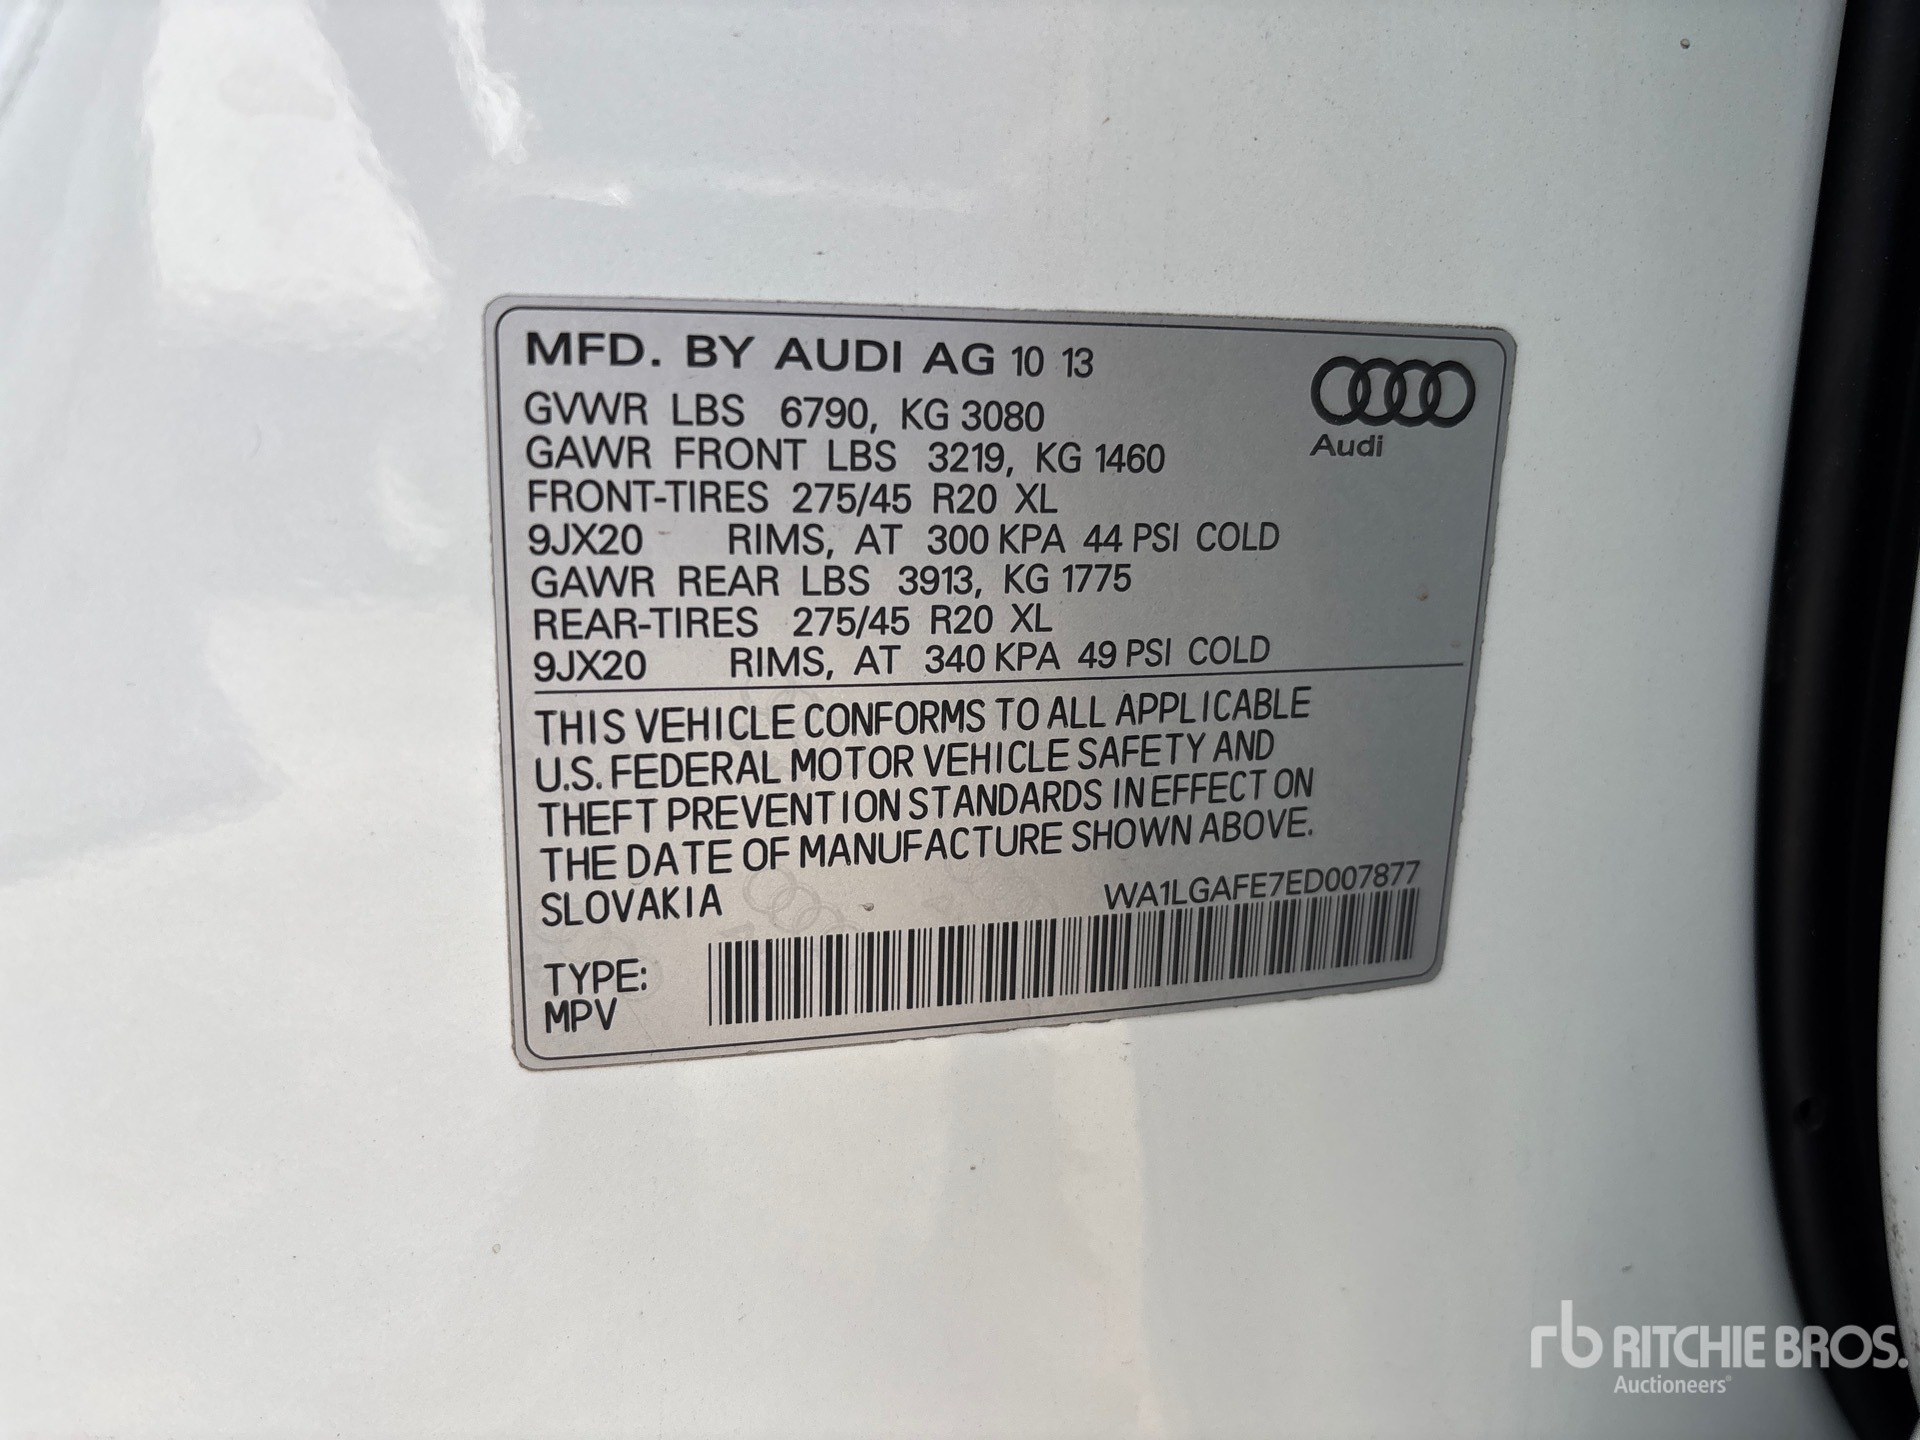 MFD. BY AUDI AG 10 13
GVWR LBS 6790, KG 3080
GAWR FRONT LBS 3219, KG 1460
FRONT-TIRES 275/45 R20 XL
9JX20 RIMS, AT 300 KPA 44 PSI COLD
GAWR REAR LBS 3913, KG 1775
REAR-TIRES 275/45 R20 XL
9JX20 RIMS, AT 340 KPA 49 PSI COLD
Audi
THIS VEHICLE CONFORMS TO ALL APPLICABLE
U.S. FEDERAL MOTOR VEHICLE SAFETY AND
THEFT PREVENTION STANDARDS IN EFFECT ON
THE DATE OF MANUFACTURE SHOWN ABOVE.
SLOVAKIA
WA1LGAFE7ED007877
TYPE:
MPV
rb RITCHIE BROS.
Auctioneers